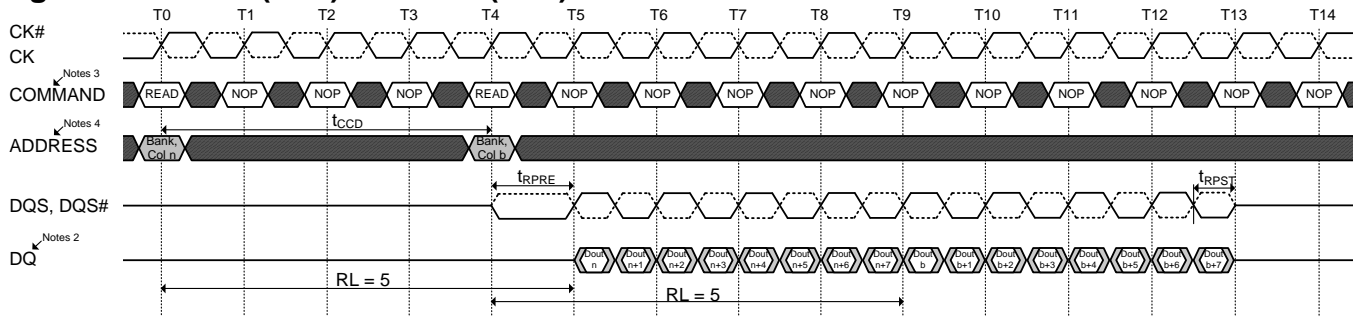 T0 T1 T2 T3 T4 T5 T6 T7 T8 T9 T10 T11 T12 T13 T14
CK#
CK
Notes 3
COMMAND READ NOP NOP NOP READ NOP NOP NOP NOP NOP NOP NOP NOP NOP NOP
tCCD
Notes 4
ADDRESS Bank, Col n Bank, Col b
tRPRE tRPST
DQS, DQS#
Notes 2
DQ Dout n Dout n+1 Dout n+2 Dout n+3 Dout n+4 Dout n+5 Dout n+6 Dout n+7 Dout b Dout b+1 Dout b+2 Dout b+3 Dout b+4 Dout b+5 Dout b+6 Dout b+7
RL = 5 RL = 5